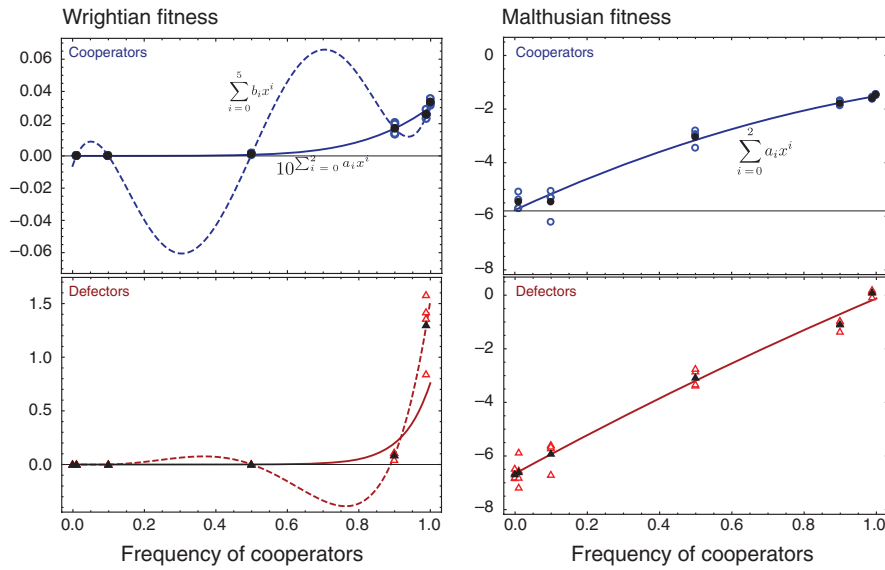 Wrightian fitness
Malthusian fitness
Cooperators
0.06
0.04
0.02
0.00
−0.02
−0.04
−0.06
∑_{i=0}^{5} b_i x^i
10^{∑_{i=0}^{2} a_i x^i}
Cooperators
0
−2
−4
−6
−8
∑_{i=0}^{2} a_i x^i
Defectors
1.5
1.0
0.5
0.0
0.0 0.2 0.4 0.6 0.8 1.0
Frequency of cooperators
Defectors
0
−2
−4
−6
−8
0.0 0.2 0.4 0.6 0.8 1.0
Frequency of cooperators